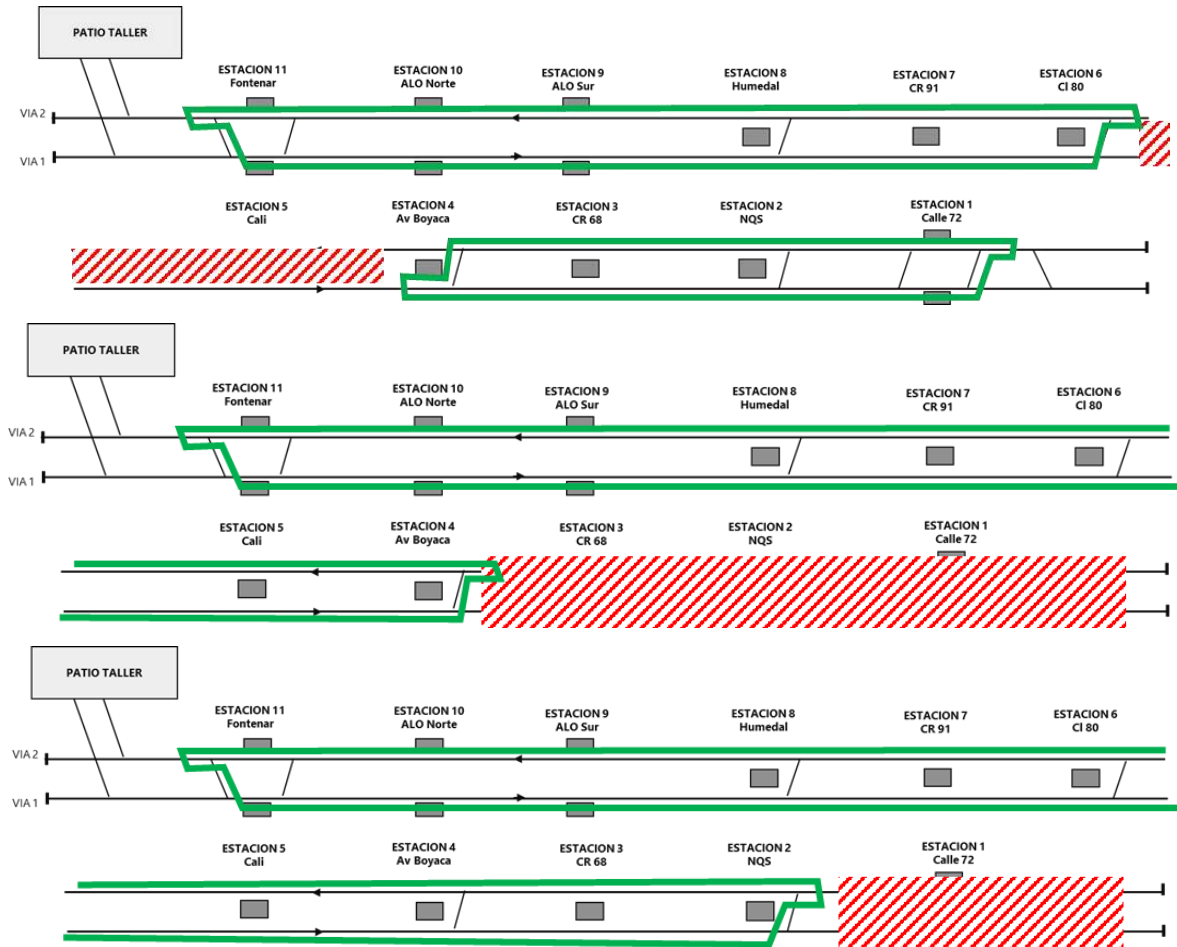 PATIO TALLER
ESTACION 11
Fontenar
ESTACION 10
ALO Norte
ESTACION 9
ALO Sur
ESTACION 8
Humedal
ESTACION 7
CR 91
ESTACION 6
Cl 80
VIA 2
VIA 1
ESTACION 5
Cali
ESTACION 4
Av Boyaca
ESTACION 3
CR 68
ESTACION 2
NQS
ESTACION 1
Calle 72
PATIO TALLER
ESTACION 11
Fontenar
ESTACION 10
ALO Norte
ESTACION 9
ALO Sur
ESTACION 8
Humedal
ESTACION 7
CR 91
ESTACION 6
Cl 80
VIA 2
VIA 1
ESTACION 5
Cali
ESTACION 4
Av Boyaca
ESTACION 3
CR 68
ESTACION 2
NQS
ESTACION 1
Calle 72
PATIO TALLER
ESTACION 11
Fontenar
ESTACION 10
ALO Norte
ESTACION 9
ALO Sur
ESTACION 8
Humedal
ESTACION 7
CR 91
ESTACION 6
Cl 80
VIA 2
VIA 1
ESTACION 5
Cali
ESTACION 4
Av Boyaca
ESTACION 3
CR 68
ESTACION 2
NQS
ESTACION 1
Calle 72